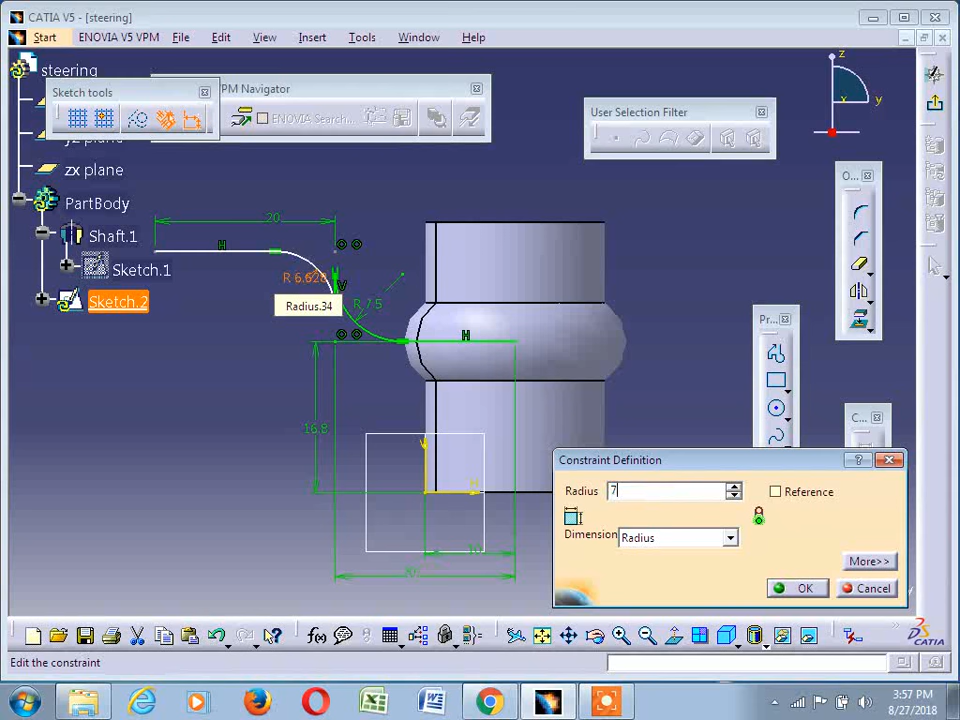 CATIA V5 - [steering]
Start ENOVIA V5 VPM File Edit View Insert Tools Window Help
steering
Sketch tools
PM Navigator
ENOVIA Search...
User Selection Filter
z
x
y
zx plane
PartBody
Shaft.1
Sketch.1
Sketch.2
20
H
V
R 7.5
Radius.34
H
16.8
V
H
10
O...
Pr...
C...
Constraint Definition
Radius 7
Reference
Dimension Radius
More>>
OK
Cancel
f(x)
CATIA
Edit the constraint
3:57 PM
8/27/2018